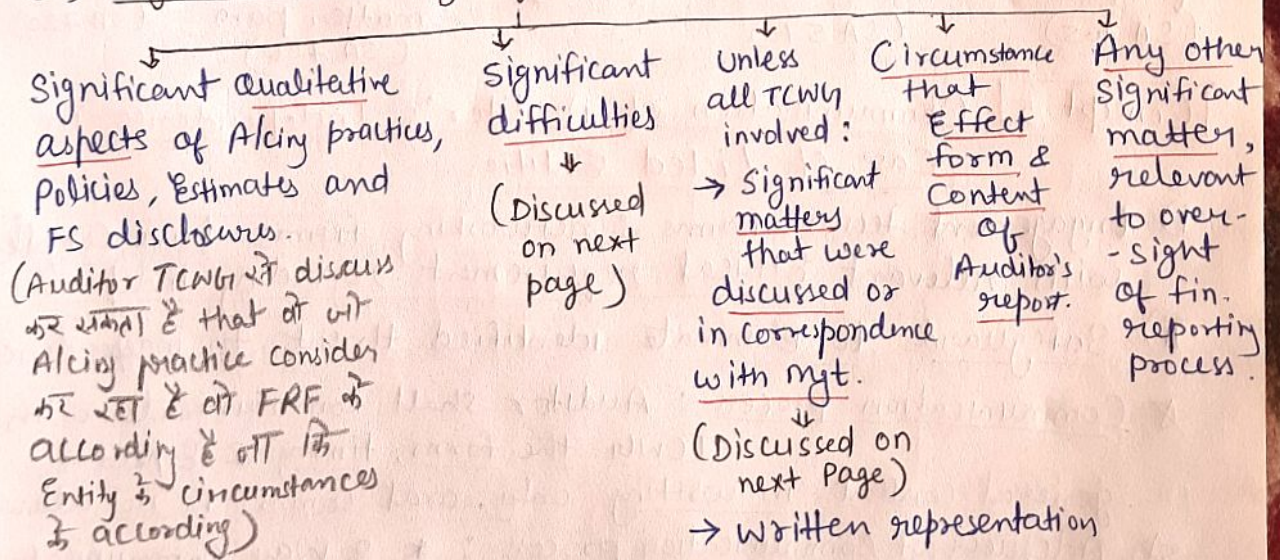 Significant Qualitative
aspects of A/cing practices,
Policies, Estimates and
FS disclosures.
(Auditor TCWG से discuss
कर सकता है that वो जो
A/cing practice consider
कर रहा है वो FRF के
according है ना कि
Entity के circumstances
के according)
Significant
difficulties
↓
(Discussed
on next
page)
Unless
all TCWG
involved:
→ Significant
matters
that were
discussed or
in correspondence
with mgt.
↓
(Discussed on
next Page)
→ written representation
Circumstance
that
Effect
form &
Content
of
Auditor's
report.
Any other
Significant
matter,
relevant
to over-
-sight
of fin.
reporting
process.